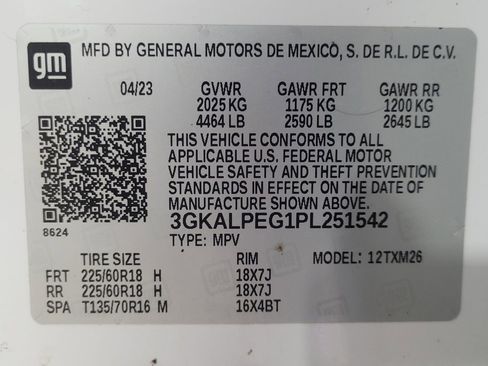 gm MFD BY GENERAL MOTORS DE MEXICO, S. DE R.L. DE C.V.
04/23 GVWR GAWR FRT GAWR RR
2025 KG 1175 KG 1200 KG
4464 LB 2590 LB 2645 LB
THIS VEHICLE CONFORMS TO ALL
APPLICABLE U.S. FEDERAL MOTOR
VEHICLE SAFETY AND THEFT PREVENTION
STANDARDS IN EFFECT ON THE DATE
OF MANUFACTURE SHOWN ABOVE.
3GKALPEG1PL251542
8624 TYPE: MPV
TIRE SIZE RIM MODEL: 12TXM26
FRT 225/60R18 H 18X7J
RR 225/60R18 H 18X7J
SPA T135/70R16 M 16X4BT